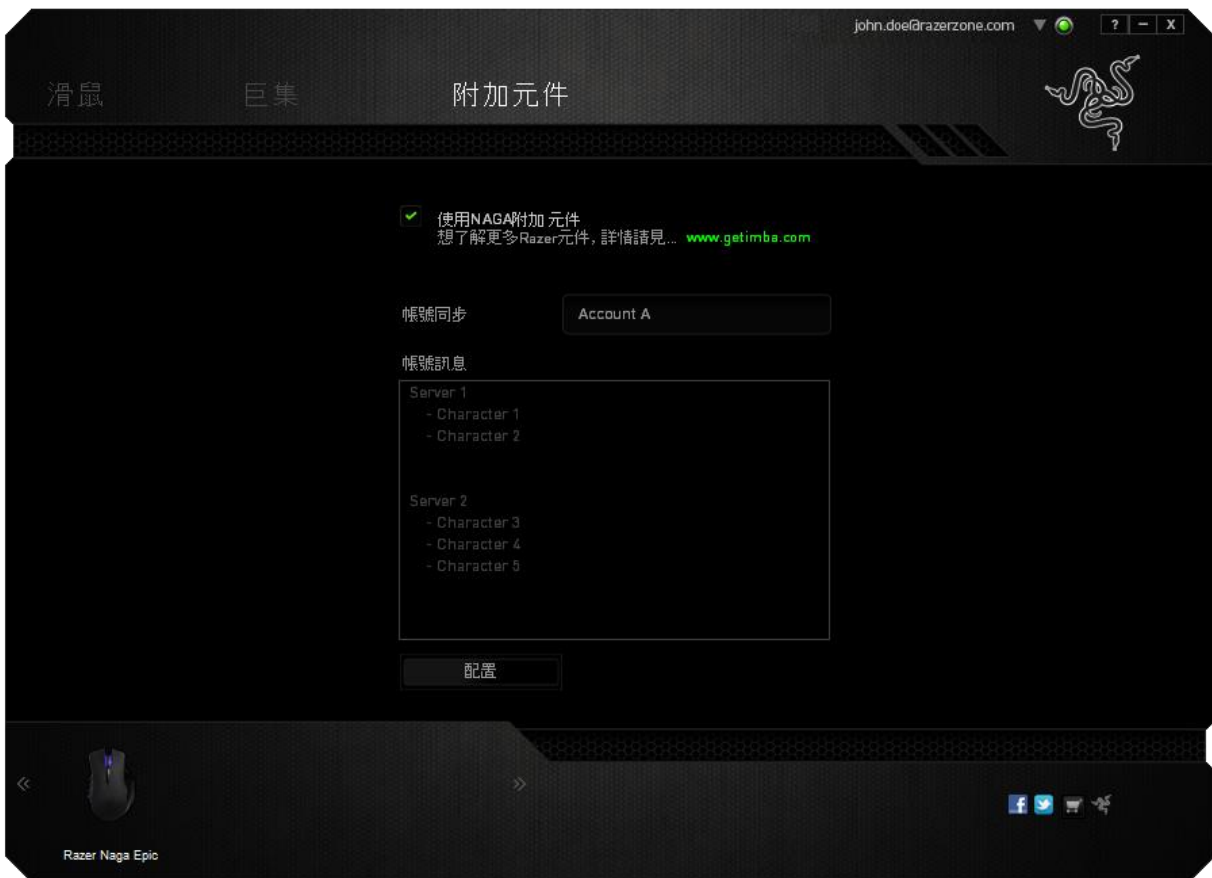 john.doe@razerzone.com
? – X
滑鼠 巨集 附加元件
使用NAGA附加元件
想了解更多Razer元件, 詳情請見... www.getimba.com
帳號同步 Account A
帳號訊息
Server 1
- Character 1
- Character 2
Server 2
- Character 3
- Character 4
- Character 5
配置
Razer Naga Epic